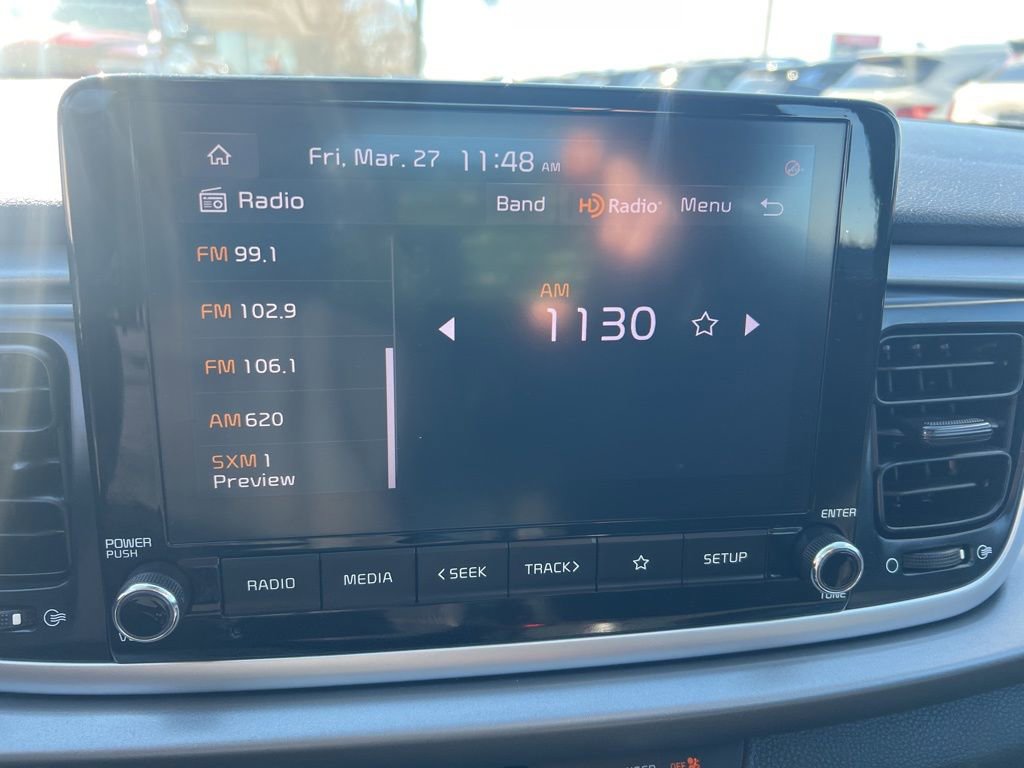 Fri, Mar. 27 11:48 AM
Radio Band HD Radio Menu
FM 99.1
FM 102.9
FM 106.1
AM 620
SXM 1
Preview
AM
1130
POWER
PUSH
RADIO MEDIA < SEEK TRACK > SETUP
ENTER
TUNE
OFF